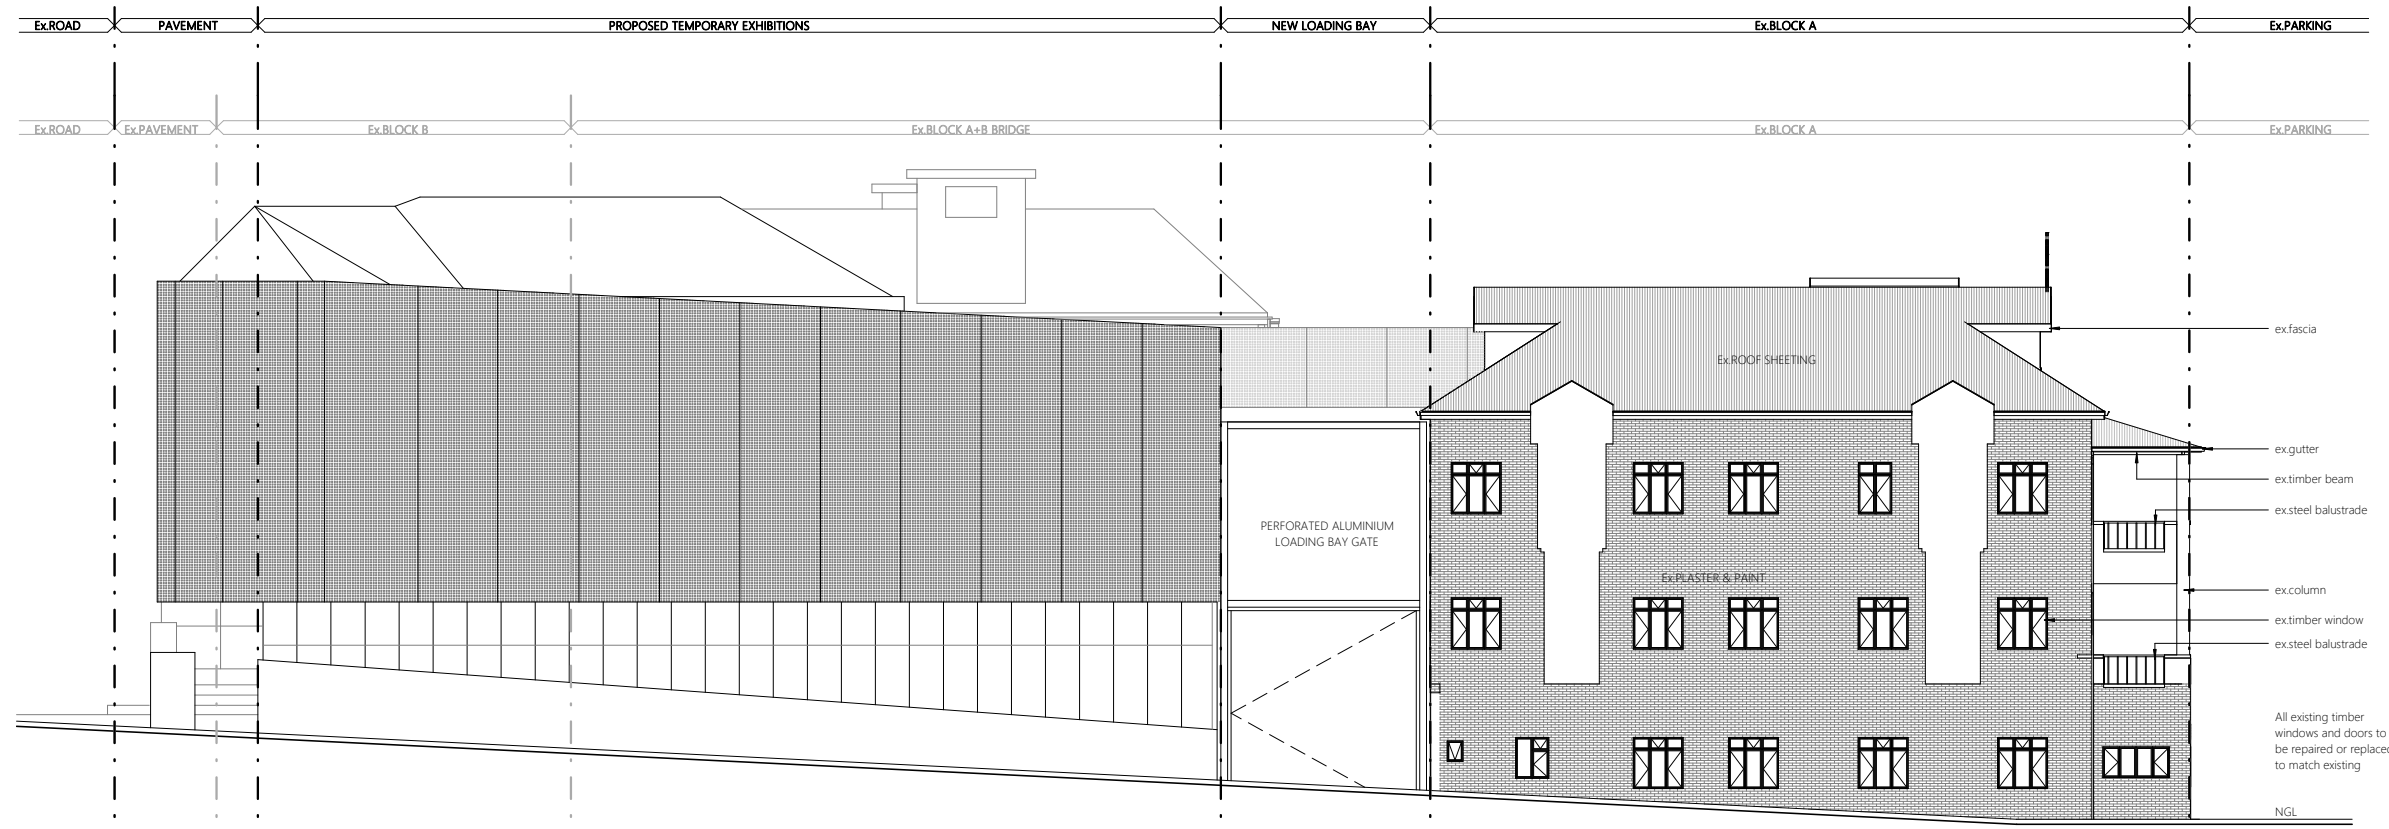 Ex.ROAD PAVEMENT PROPOSED TEMPORARY EXHIBITIONS NEW LOADING BAY Ex.BLOCK A Ex.PARKING
Ex.ROAD Ex.PAVEMENT Ex.BLOCK B Ex.BLOCK A+B BRIDGE Ex.BLOCK A Ex.PARKING
ex.fascia
Ex.ROOF SHEETING
ex.gutter
ex.timber beam
ex.steel balustrade
PERFORATED ALUMINIUM
LOADING BAY GATE
Ex.PLASTER & PAINT
ex.column
ex.timber window
ex.steel balustrade
All existing timber
windows and doors to
be repaired or replaced
to match existing
NGL